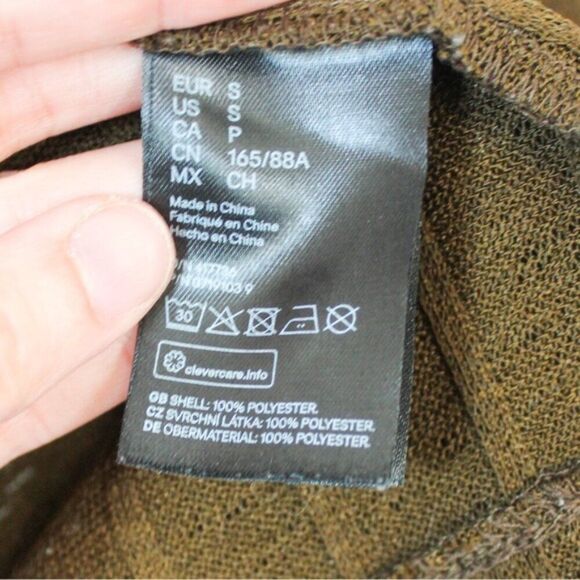 EUR S
US S
CA P
CN 165/88A
MX CH
Made in China
Fabriqué en Chine
Hecho en China
30
clevercare.info
GB SHELL: 100% POLYESTER.
CZ SVRCHNÍ LÁTKA: 100% POLYESTER.
DE OBERMATERIAL: 100% POLYESTER.